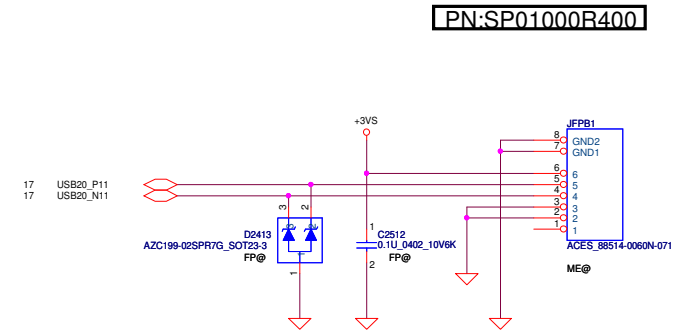 PN:SP01000R400
+3VS
JFPB1
8
GND2
7
GND1
6
6
17 USB20_P11
5
5
17 USB20_N11
4
4
3
3
3
2
2
2
1
1
D2413
AZC199-02SPR7G_SOT23-3
FP@
1
1
C2512
0.1U_0402_10V6K
FP@
2
ACES_88514-0060N-071
ME@